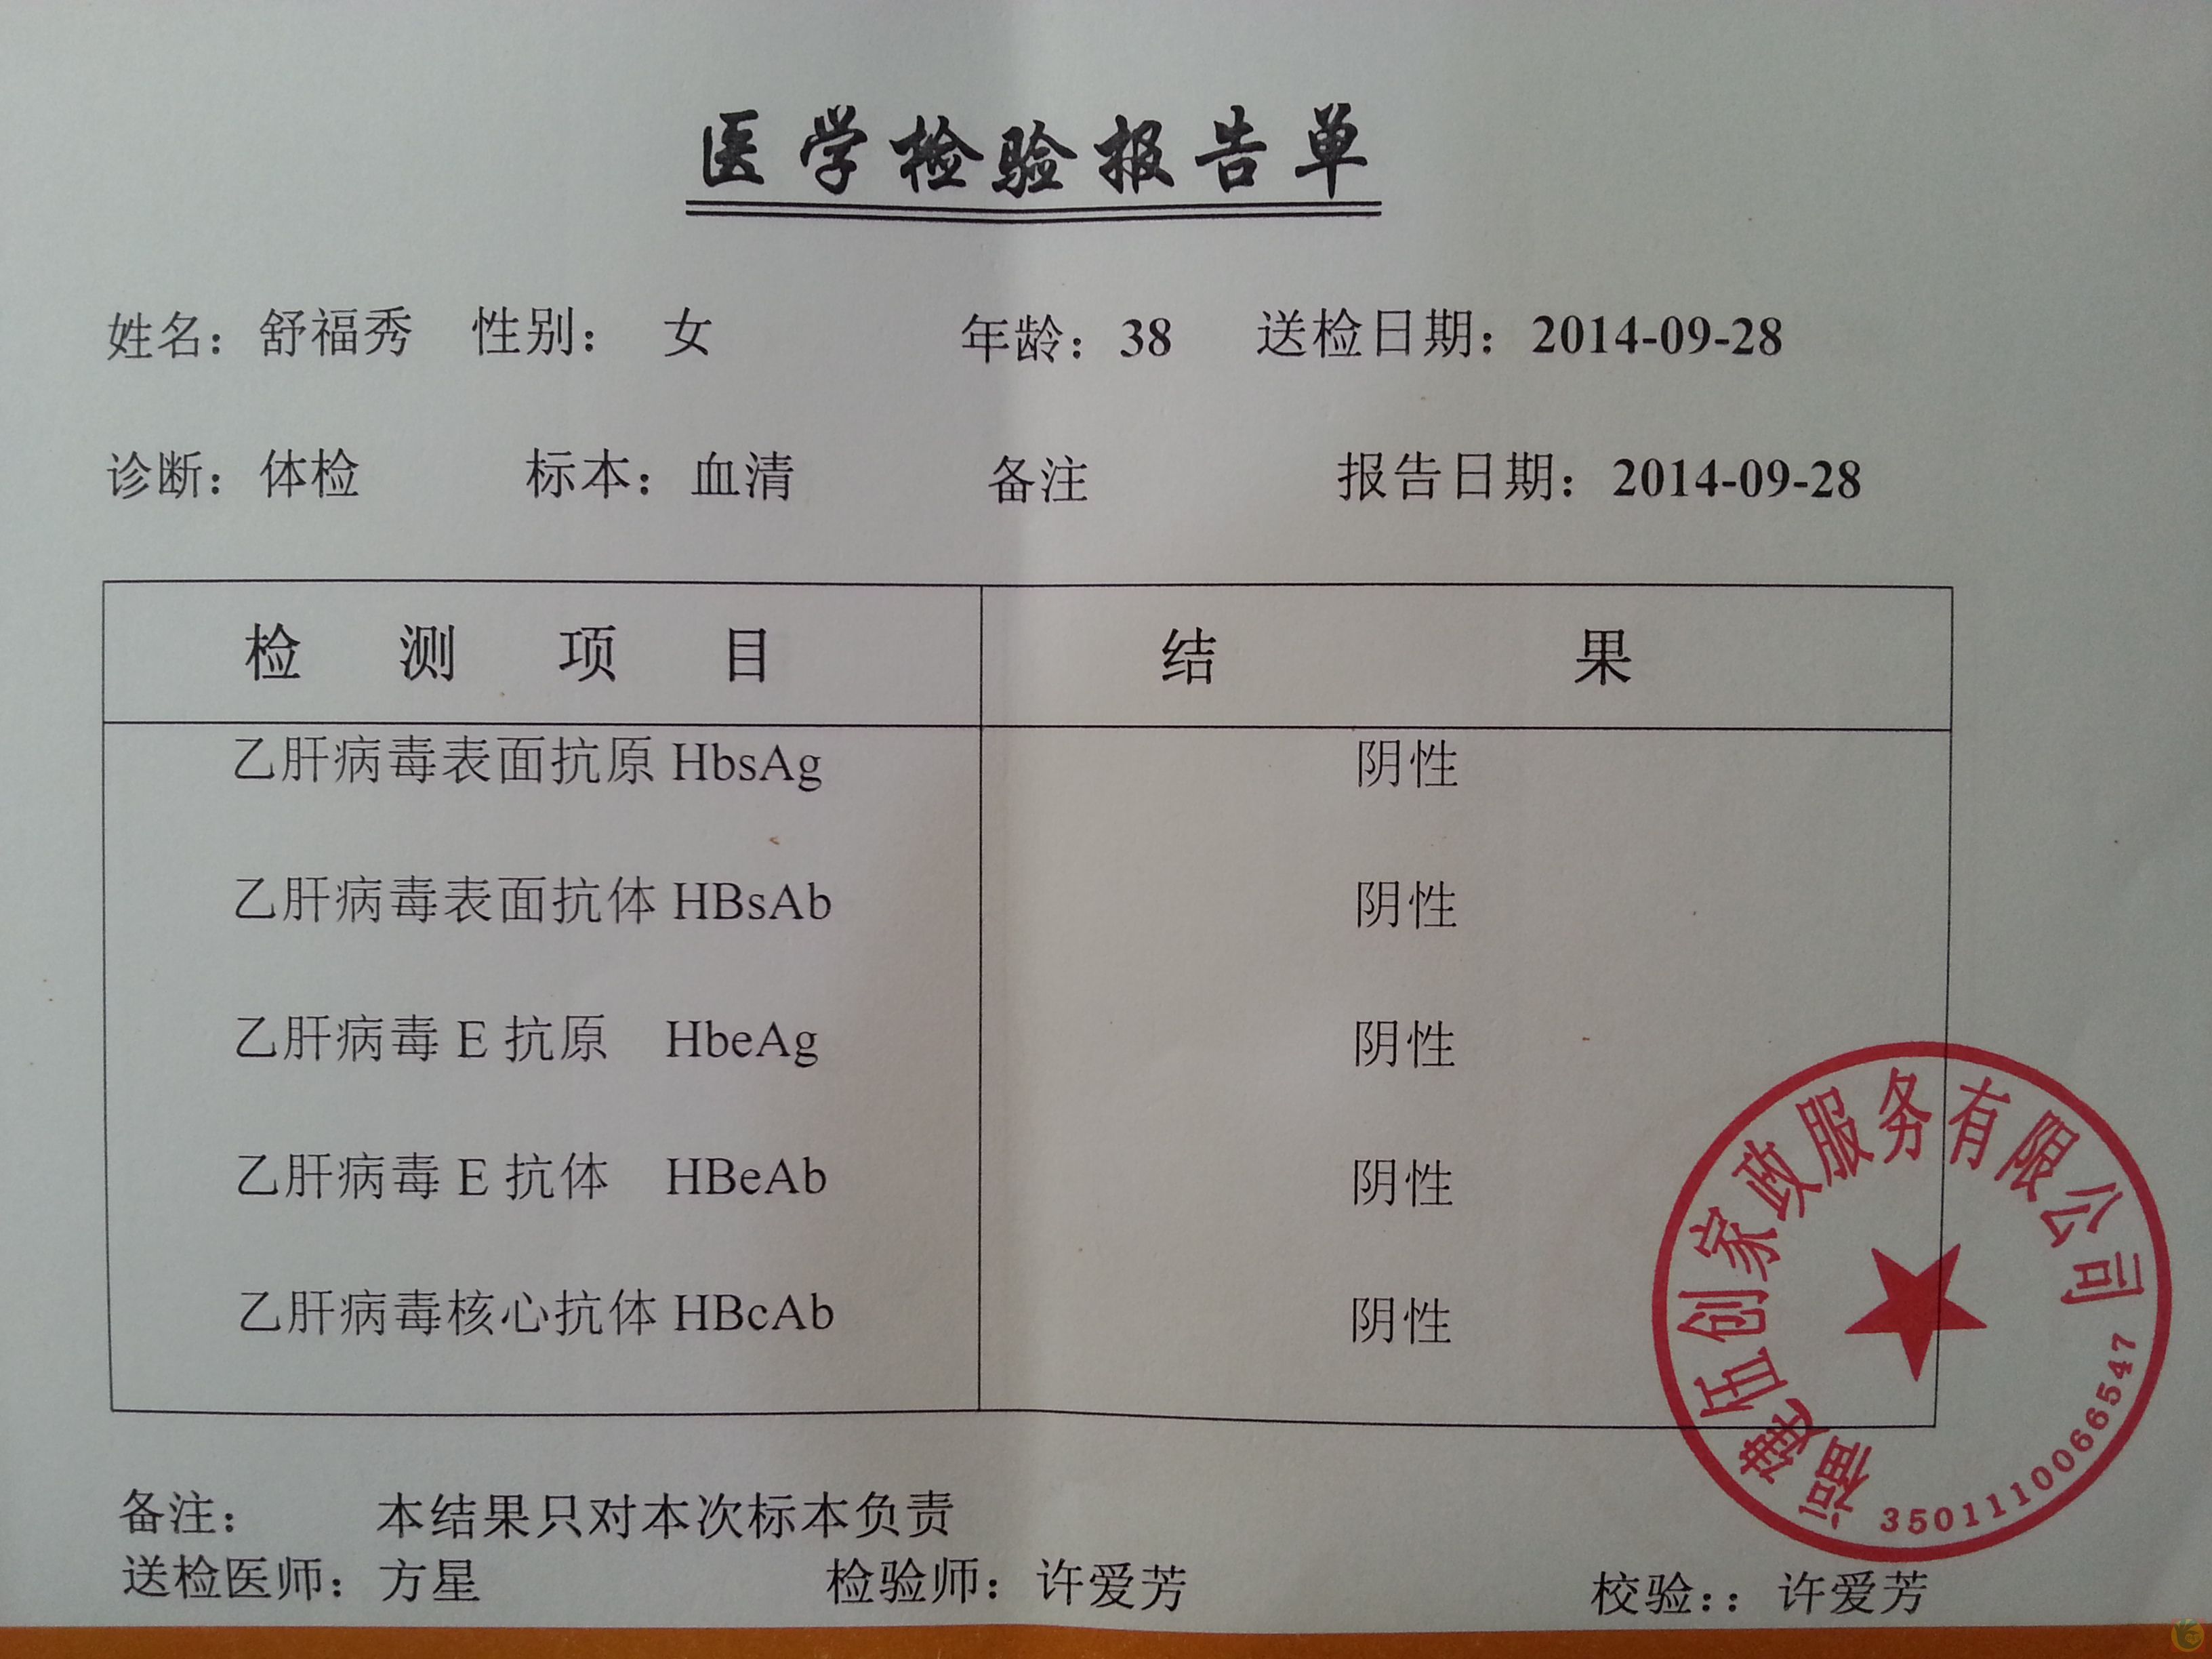 医学检验报告单
姓名：舒福秀 性别： 女 年龄：38 送检日期：2014-09-28
诊断：体检 标本：血清 备注 报告日期：2014-09-28
检 测 项 目 结 果
乙肝病毒表面抗原 HbsAg 阴性
乙肝病毒表面抗体 HBsAb 阴性
乙肝病毒 E 抗原 HbeAg 阴性
乙肝病毒 E 抗体 HBeAb 阴性
乙肝病毒核心抗体 HBcAb 阴性
福建伍创家政服务有限公司
3501110066547
备注： 本结果只对本次标本负责
送检医师：方星 检验师：许爱芳 校验：：许爱芳